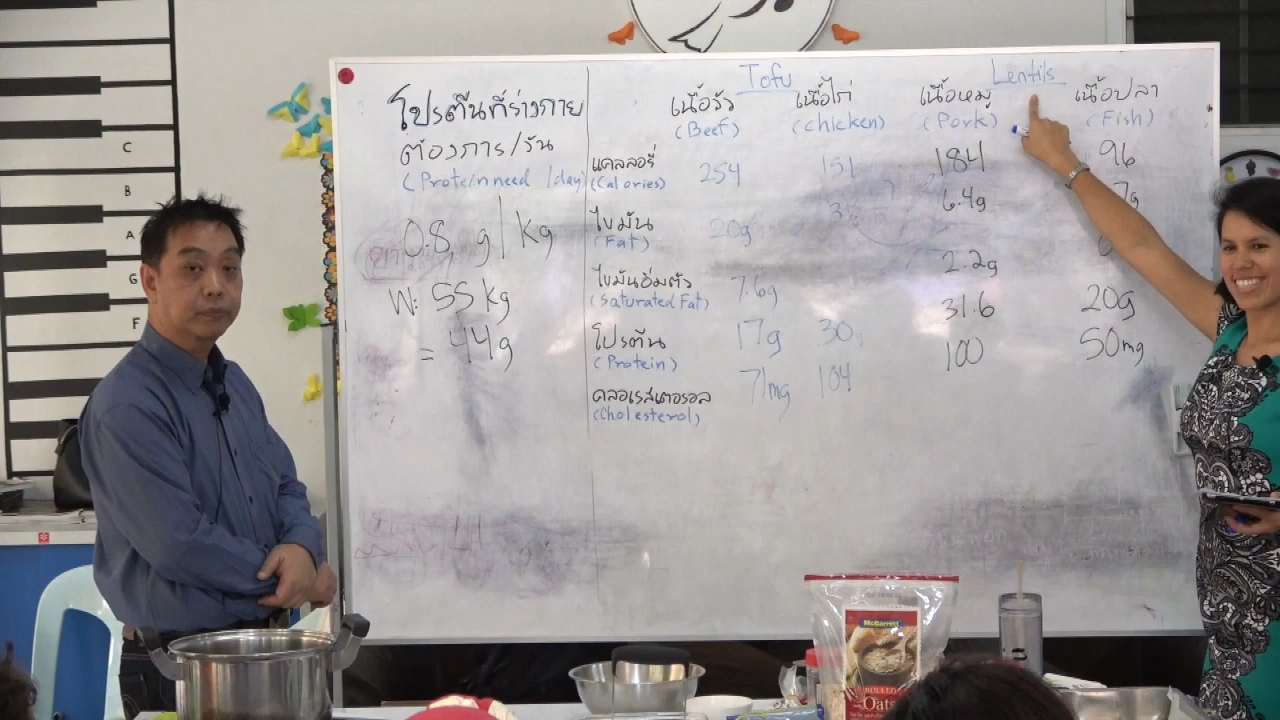 Tofu
Lentils
โปรตีนที่ร่างกาย
ต้องการ/วัน
(Protein need /day)
0.8 g/kg
W: 55 kg
= 44g
เนื้อวัว เนื้อไก่ เนื้อหมู เนื้อปลา
(Beef) (chicken) (Pork) (Fish)
แคลลอรี่ 254 151 184 96
(Calories)
ไขมัน 20g 6.4g
(Fat)
ไขมันอิ่มตัว 7.6g 2.2g
(Saturated Fat)
โปรตีน 17g 30 31.6 20g
(Protein)
คลอเรสเตอรอล 71mg 104 100 50mg
(Cholesterol)
C
B
A
G
F
McGarrett
ROLLED
Oats